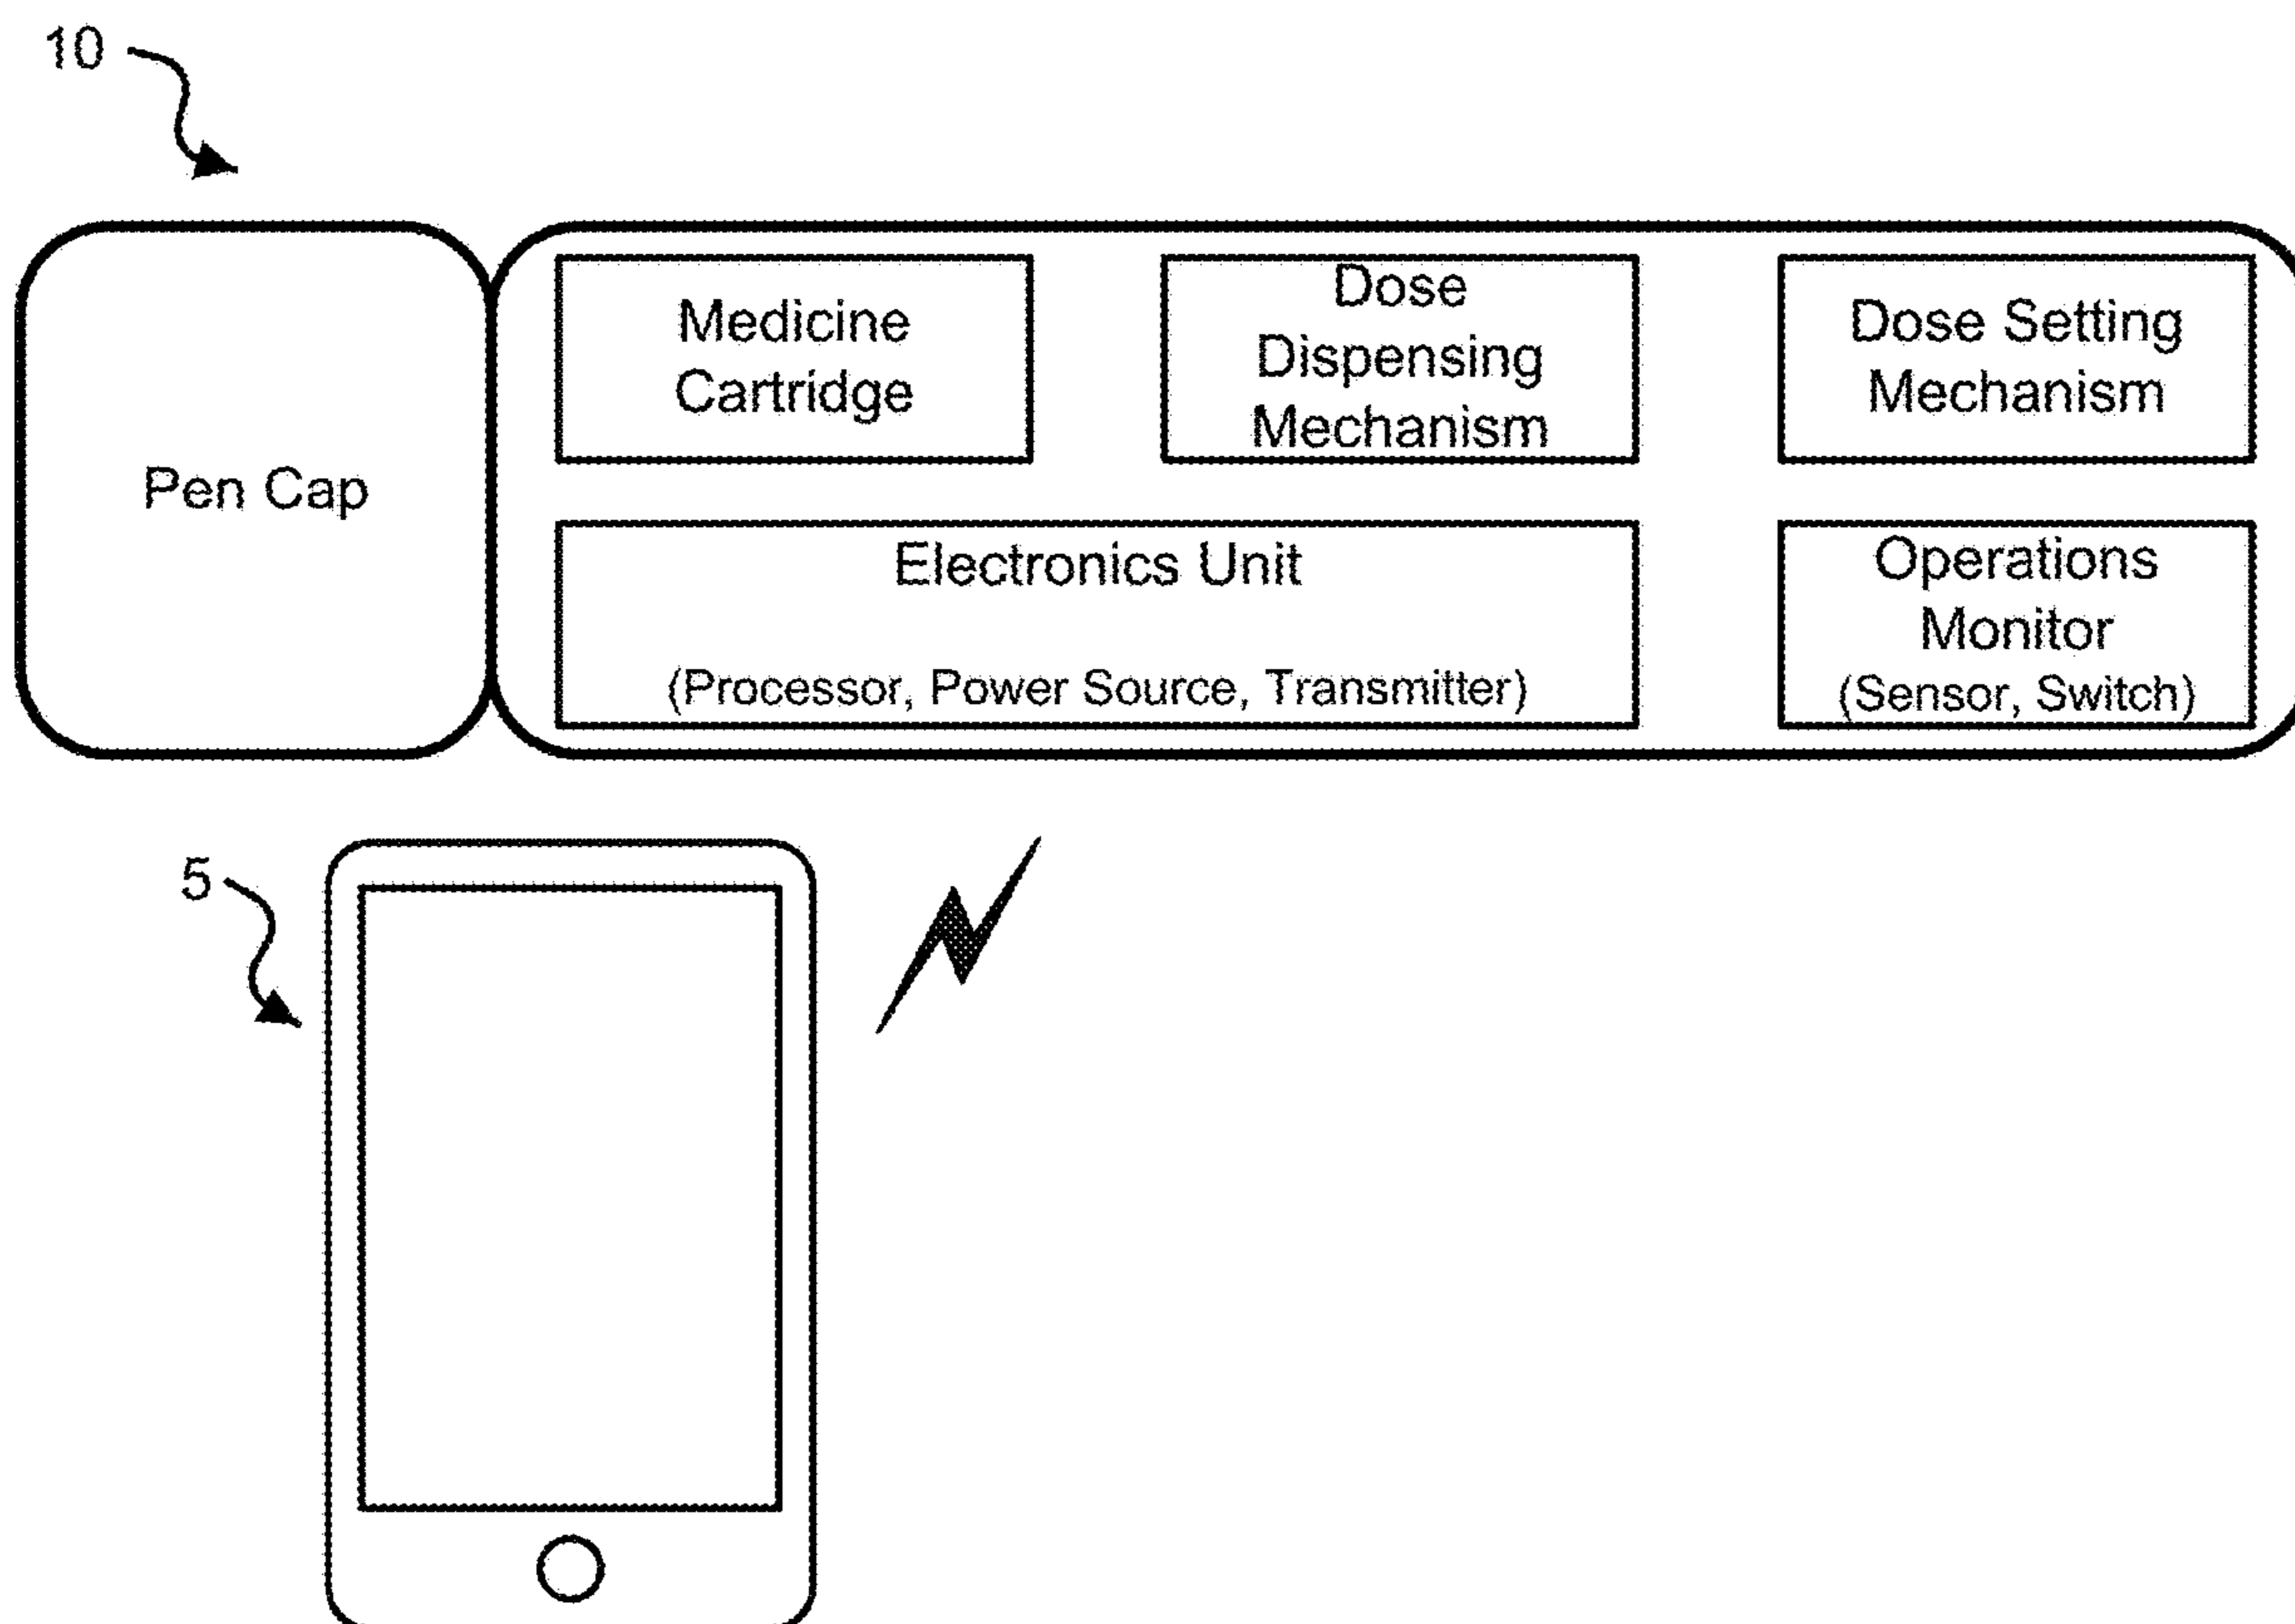 10
Medicine
Cartridge
Dose
Dispensing
Mechanism
Dose Setting
Mechanism
Pen Cap
Electronics Unit
(Processor, Power Source, Transmitter)
Operations
Monitor
(Sensor, Switch)
5